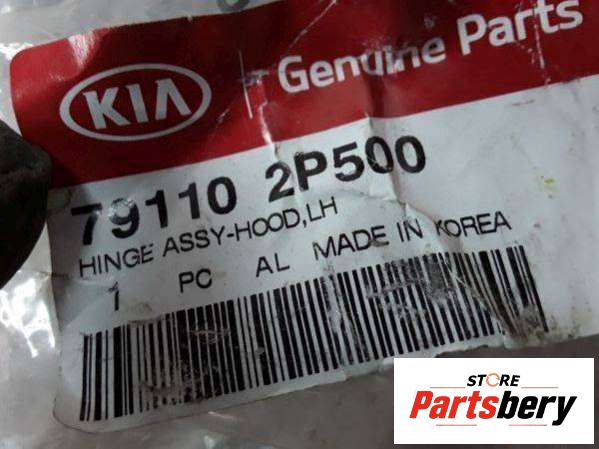 KIA Genuine Parts
79110 2P500
HINGE ASSY-HOOD,LH
1 PC AL MADE IN KOREA
STORE
Partsbery